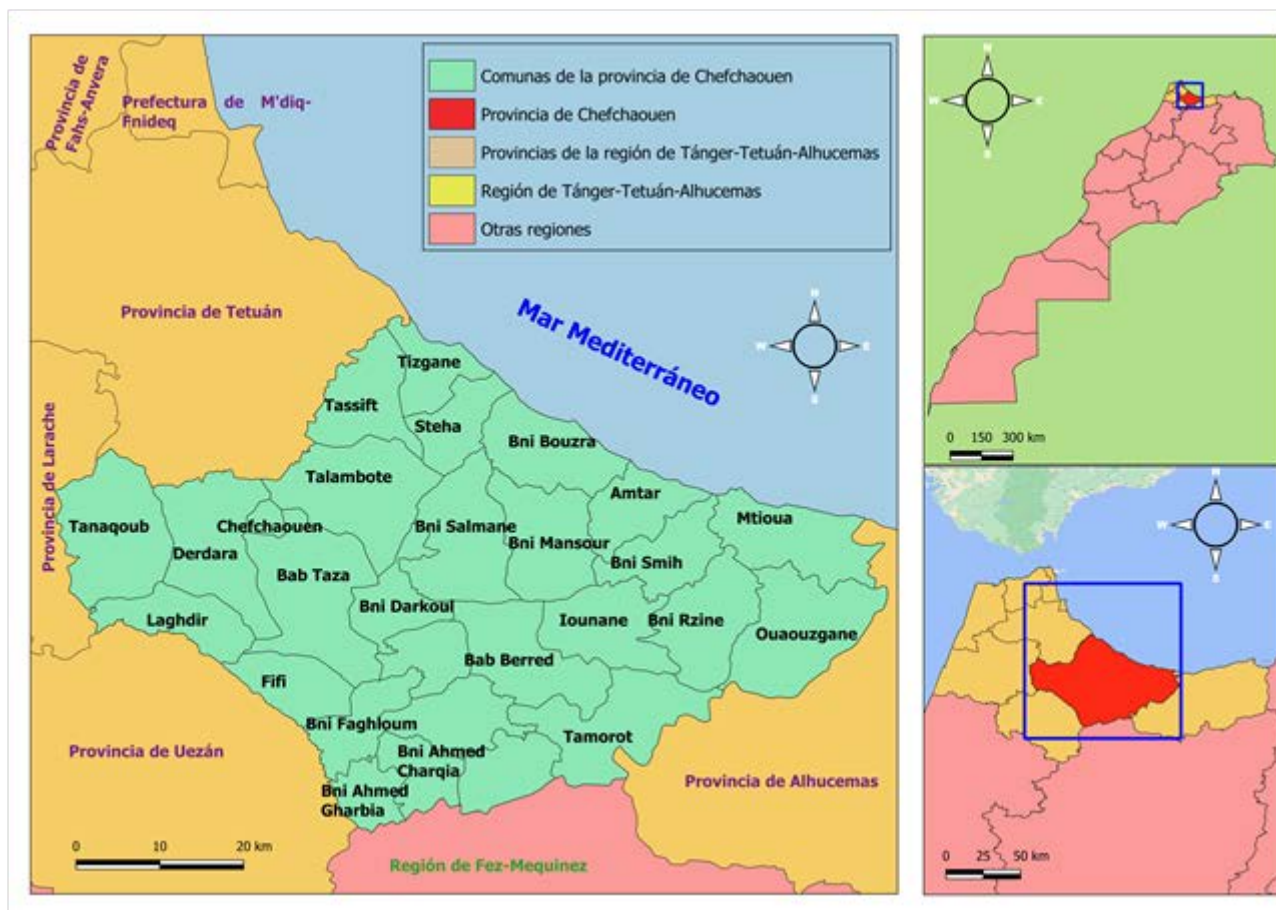 Provincia de
Fahs-Anvera
Prefectura de M'diq-
Fnideq
Comunas de la provincia de Chefchaouen
Provincia de Chefchaouen
Provincias de la región de Tánger-Tetuán-Alhucemas
Región de Tánger-Tetuán-Alhucemas
Otras regiones
Provincia de Tetuán
Mar Mediterráneo
N
W E
S
Provincia de Larache
Tizgane
Tassift
Steha
Bni Bouzra
Talambote
Amtar
Tanaqoub
Chefchaouen
Bni Salmane
Mtioua
Derdara
Bni Mansour
Bab Taza
Bni Smih
Bni Darkoul
Laghdir
Iounane
Bni Rzine
Ouaouzgane
Bab Berred
Fifi
Bni Faghloum
Tamorot
Bni Ahmed
Charqia
Bni Ahmed
Gharbia
Provincia de Uezán
Provincia de Alhucemas
Región de Fez-Mequinez
0 10 20 km
N
W E
S
0 150 300 km
N
W E
S
0 25 50 km